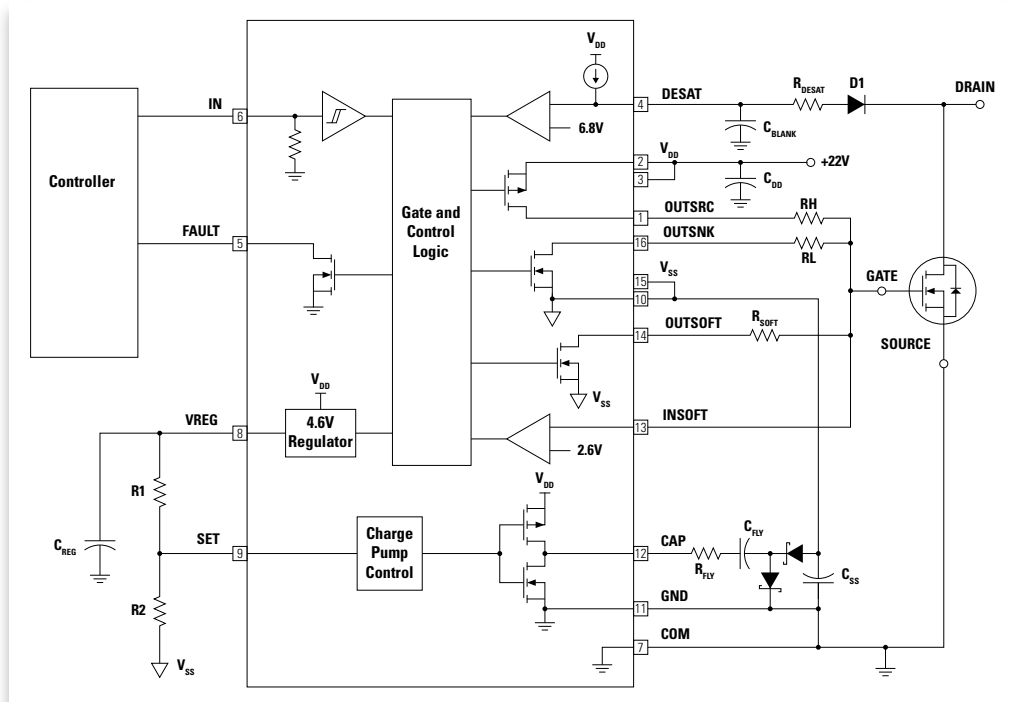 V_DD
IN
6
DESAT
4
R_DESAT
D1
DRAIN
6.8V
C_BLANK
Controller
Gate and
Control
Logic
2
V_DD
3
+22V
C_DD
1
OUTSRC
RH
FAULT
5
16
OUTSNK
RL
15
V_SS
10
GATE
SOURCE
14
OUTSOFT
R_SOFT
V_SS
V_DD
VREG
8
4.6V
Regulator
INSOFT
13
2.6V
R1
C_REG
SET
9
R2
V_SS
Charge
Pump
Control
V_DD
CAP
12
R_FLY
C_FLY
C_SS
GND
11
COM
7